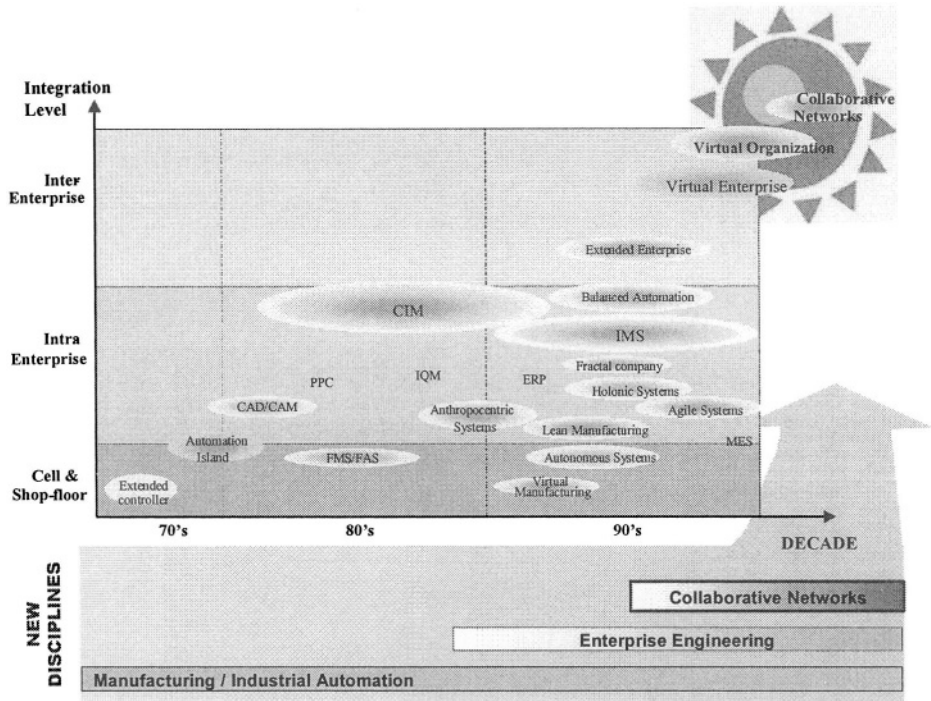 Integration
Level
Collaborative
Networks
Virtual Organization
Inter
Enterprise
Virtual Enterprise
Extended Enterprise
Balanced Automation
CIM
IMS
Intra
Enterprise
Fractal company
PPC
IQM
ERP
Holonic Systems
CAD/CAM
Anthropocentric
Systems
Agile Systems
Lean Manufacturing
MES
Automation
Island
FMS/FAS
Autonomous Systems
Cell &
Shop-floor
Extended
controller
Virtual
Manufacturing
70's
80's
90's
DECADE
NEW
DISCIPLINES
Collaborative Networks
Enterprise Engineering
Manufacturing / Industrial Automation